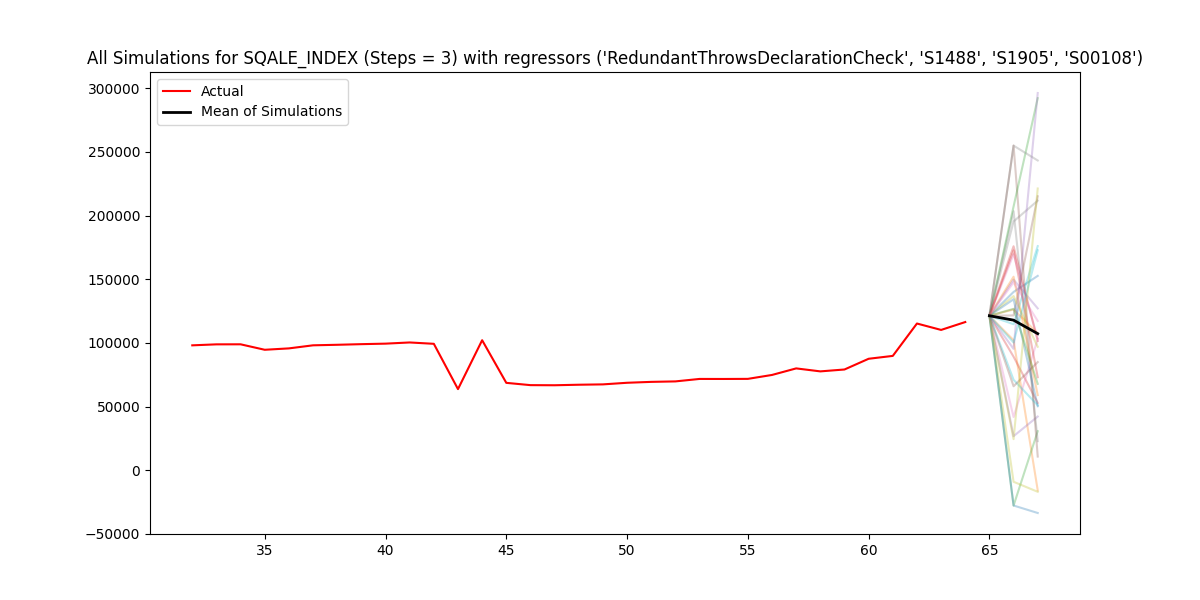 All Simulations for SQALE_INDEX (Steps = 3) with regressors ('RedundantThrowsDeclarationCheck', 'S1488', 'S1905', 'S00108')
Actual
Mean of Simulations
300000
250000
200000
150000
100000
50000
0
−50000
35 40 45 50 55 60 65